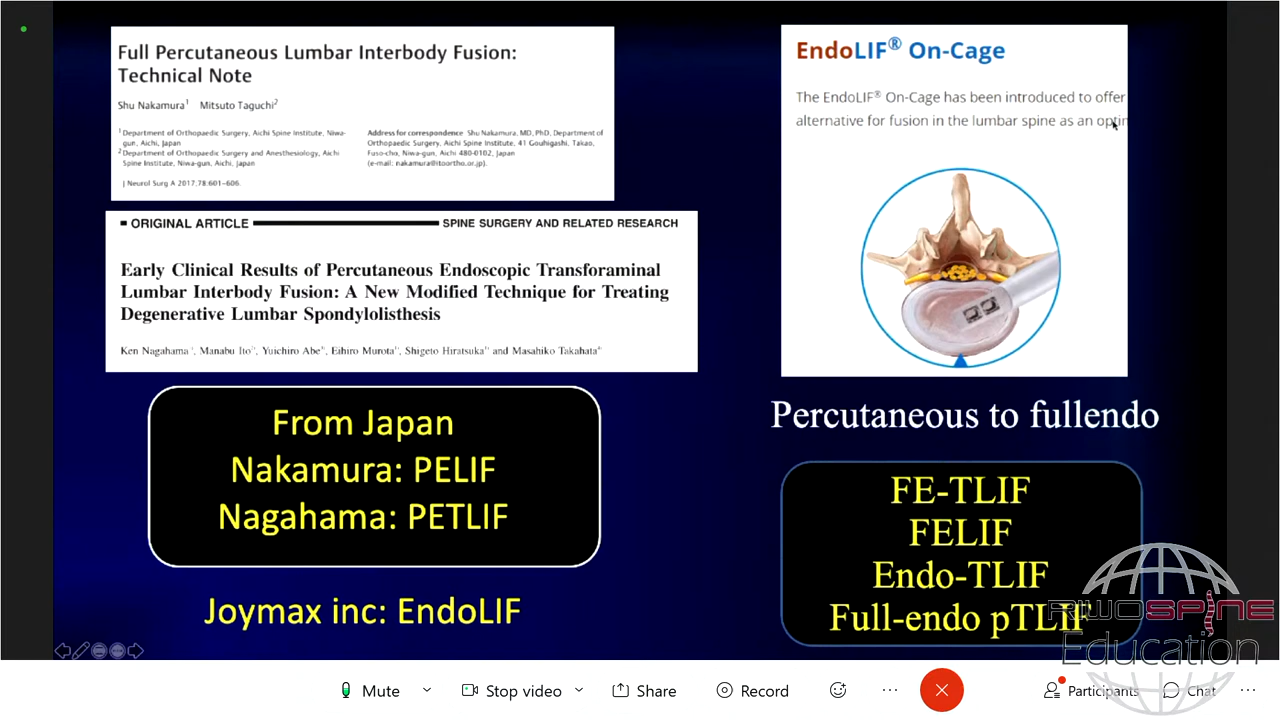 Full Percutaneous Lumbar Interbody Fusion:
Technical Note
Shu Nakamura1 Mitsuto Taguchi2
1 Department of Orthopaedic Surgery, Aichi Spine Institute, Niwa-
gun, Aichi, Japan
2 Department of Orthopaedic Surgery and Anesthesiology, Aichi
Spine Institute, Niwa-gun, Aichi, Japan
Address for correspondence Shu Nakamura, MD, PhD, Department of
Orthopaedic Surgery, Aichi Spine Institute, 41 Gouhigashi, Takao,
Fuso-cho, Niwa-gun, Aichi 480-0102, Japan
(e-mail: nakamura@itoortho.or.jp).
J Neurol Surg A 2017;78:601–606.
ORIGINAL ARTICLE SPINE SURGERY AND RELATED RESEARCH
Early Clinical Results of Percutaneous Endoscopic Transforaminal
Lumbar Interbody Fusion: A New Modified Technique for Treating
Degenerative Lumbar Spondylolisthesis
Ken Nagahama, Manabu Ito, Yuichiro Abe, Eihiro Murota, Shigeto Hiratsuka and Masahiko Takahata
From Japan
Nakamura: PELIF
Nagahama: PETLIF
Joymax inc: EndoLIF
EndoLIF® On-Cage
The EndoLIF® On-Cage has been introduced to offer
alternative for fusion in the lumbar spine as an optin
Percutaneous to fullendo
FE-TLIF
FELIF
Endo-TLIF
Full-endo pTLIF
RIWOSPINE
Education
Mute Stop video Share Record Participants Chat